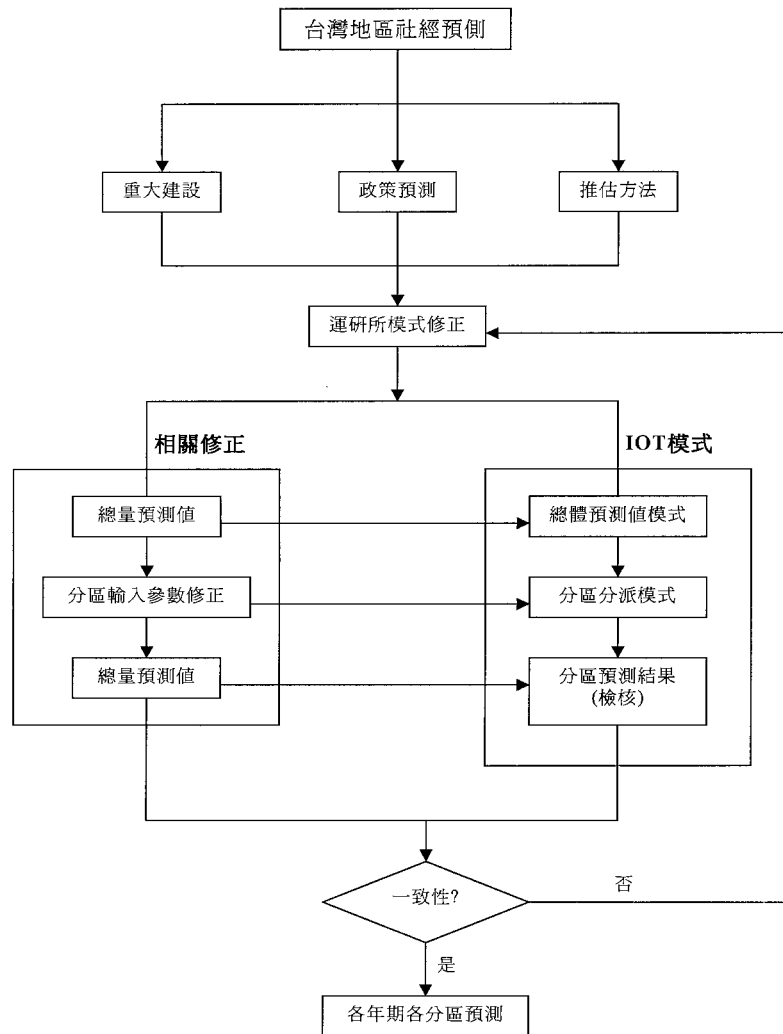 台灣地區社經預測
重大建設
政策預測
推估方法
運研所模式修正
相關修正
IOT模式
總量預測值
總體預測值模式
分區輸入參數修正
分區分派模式
總量預測值
分區預測結果
(檢核)
一致性?
否
是
各年期各分區預測